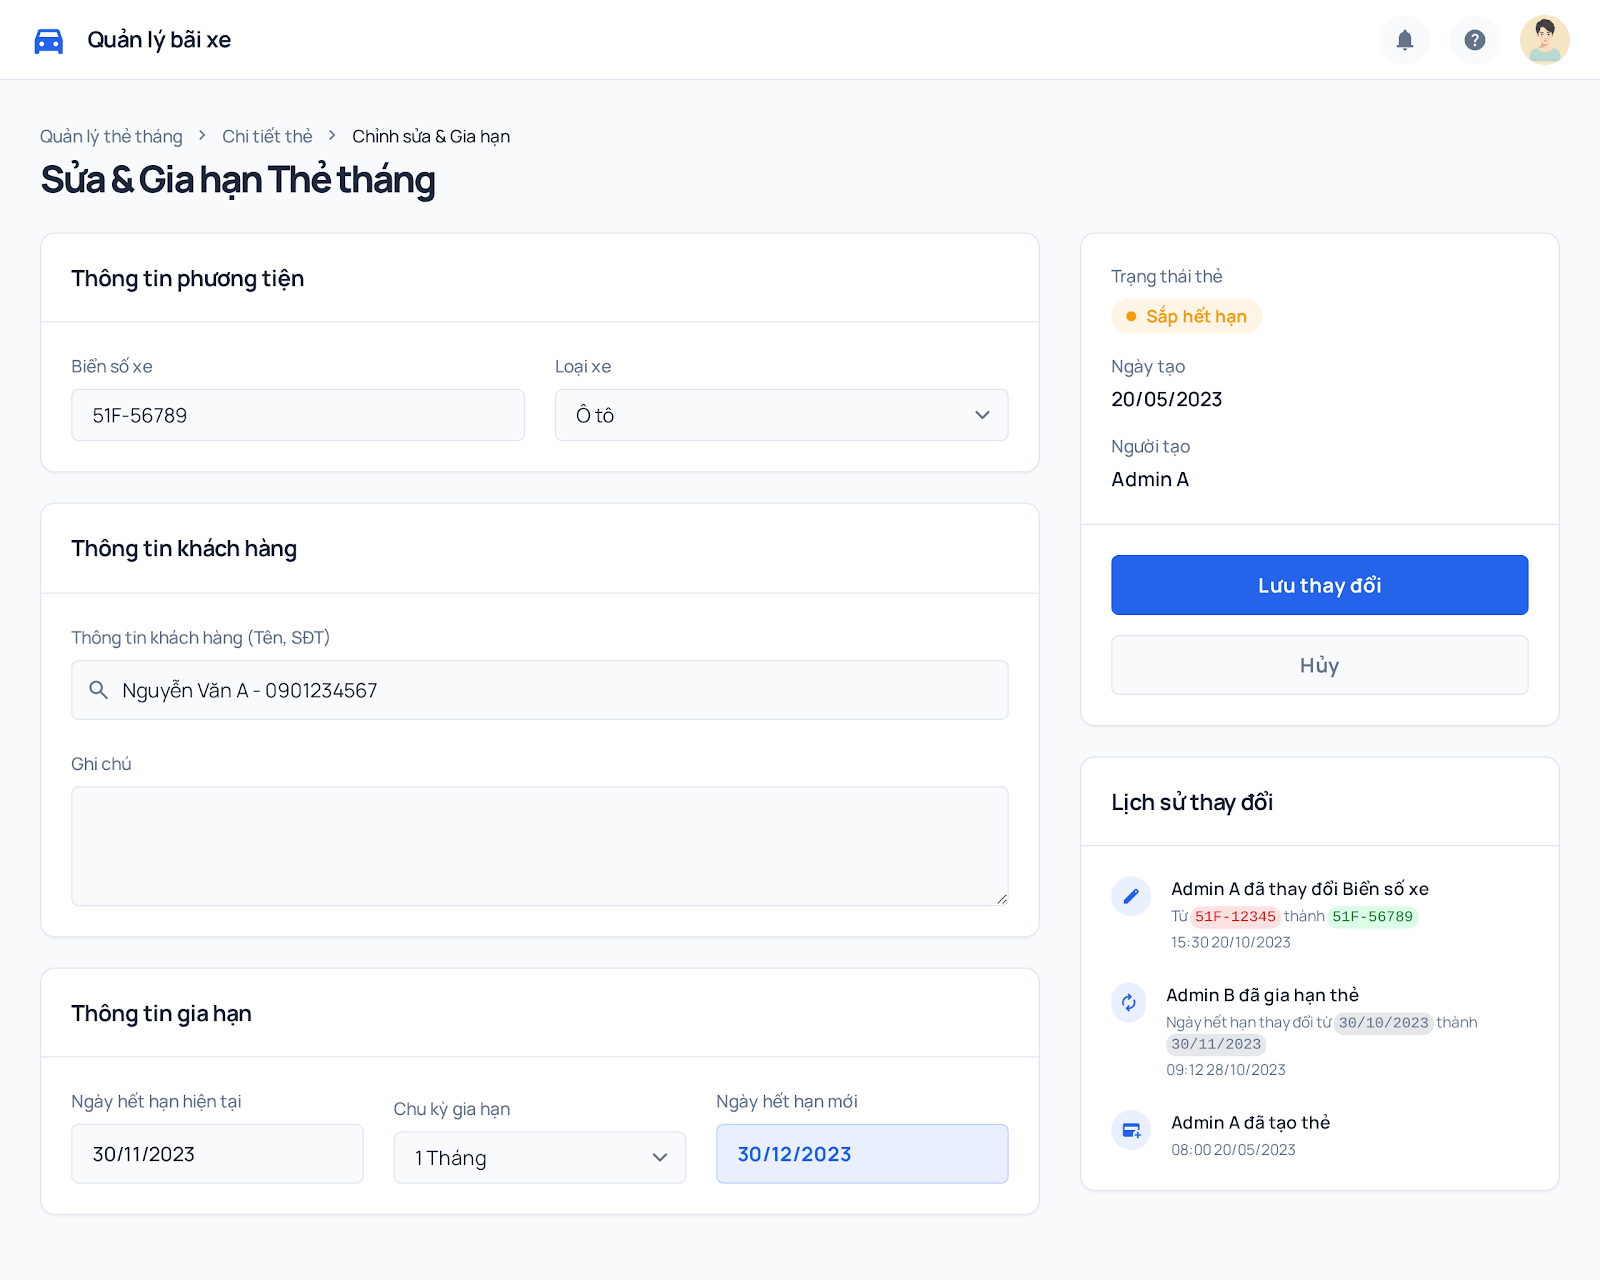 Quản lý bãi xe
Quản lý thẻ tháng
Chi tiết thẻ
Chỉnh sửa & Gia hạn
Sửa & Gia hạn Thẻ tháng
Thông tin phương tiện
Biển số xe
Loại xe
51F-56789
Ô tô
Thông tin khách hàng
Thông tin khách hàng (Tên, SĐT)
Nguyễn Văn A - 0901234567
Ghi chú
Thông tin gia hạn
Ngày hết hạn hiện tại
30/11/2023
Chu kỳ gia hạn
1 Tháng
Ngày hết hạn mới
30/12/2023
Trạng thái thẻ
Sắp hết hạn
Ngày tạo
20/05/2023
Người tạo
Admin A
Lưu thay đổi
Hủy
Lịch sử thay đổi
Admin A đã thay đổi Biển số xe
Từ 51F-12345 thành 51F-56789
15:30 20/10/2023
Admin B đã gia hạn thẻ
Ngày hết hạn thay đổi từ 30/10/2023 thành
30/11/2023
09:12 28/10/2023
Admin A đã tạo thẻ
08:00 20/05/2023